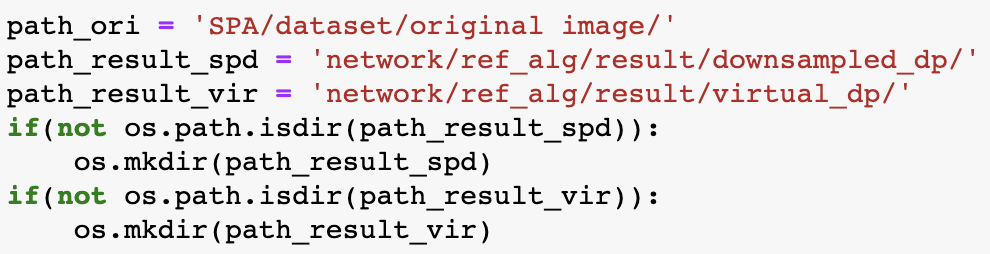 path_ori = 'SPA/dataset/original image/'
path_result_spd = 'network/ref_alg/result/downsampled_dp/'
path_result_vir = 'network/ref_alg/result/virtual_dp/'
if(not os.path.isdir(path_result_spd)):
    os.mkdir(path_result_spd)
if(not os.path.isdir(path_result_vir)):
    os.mkdir(path_result_vir)